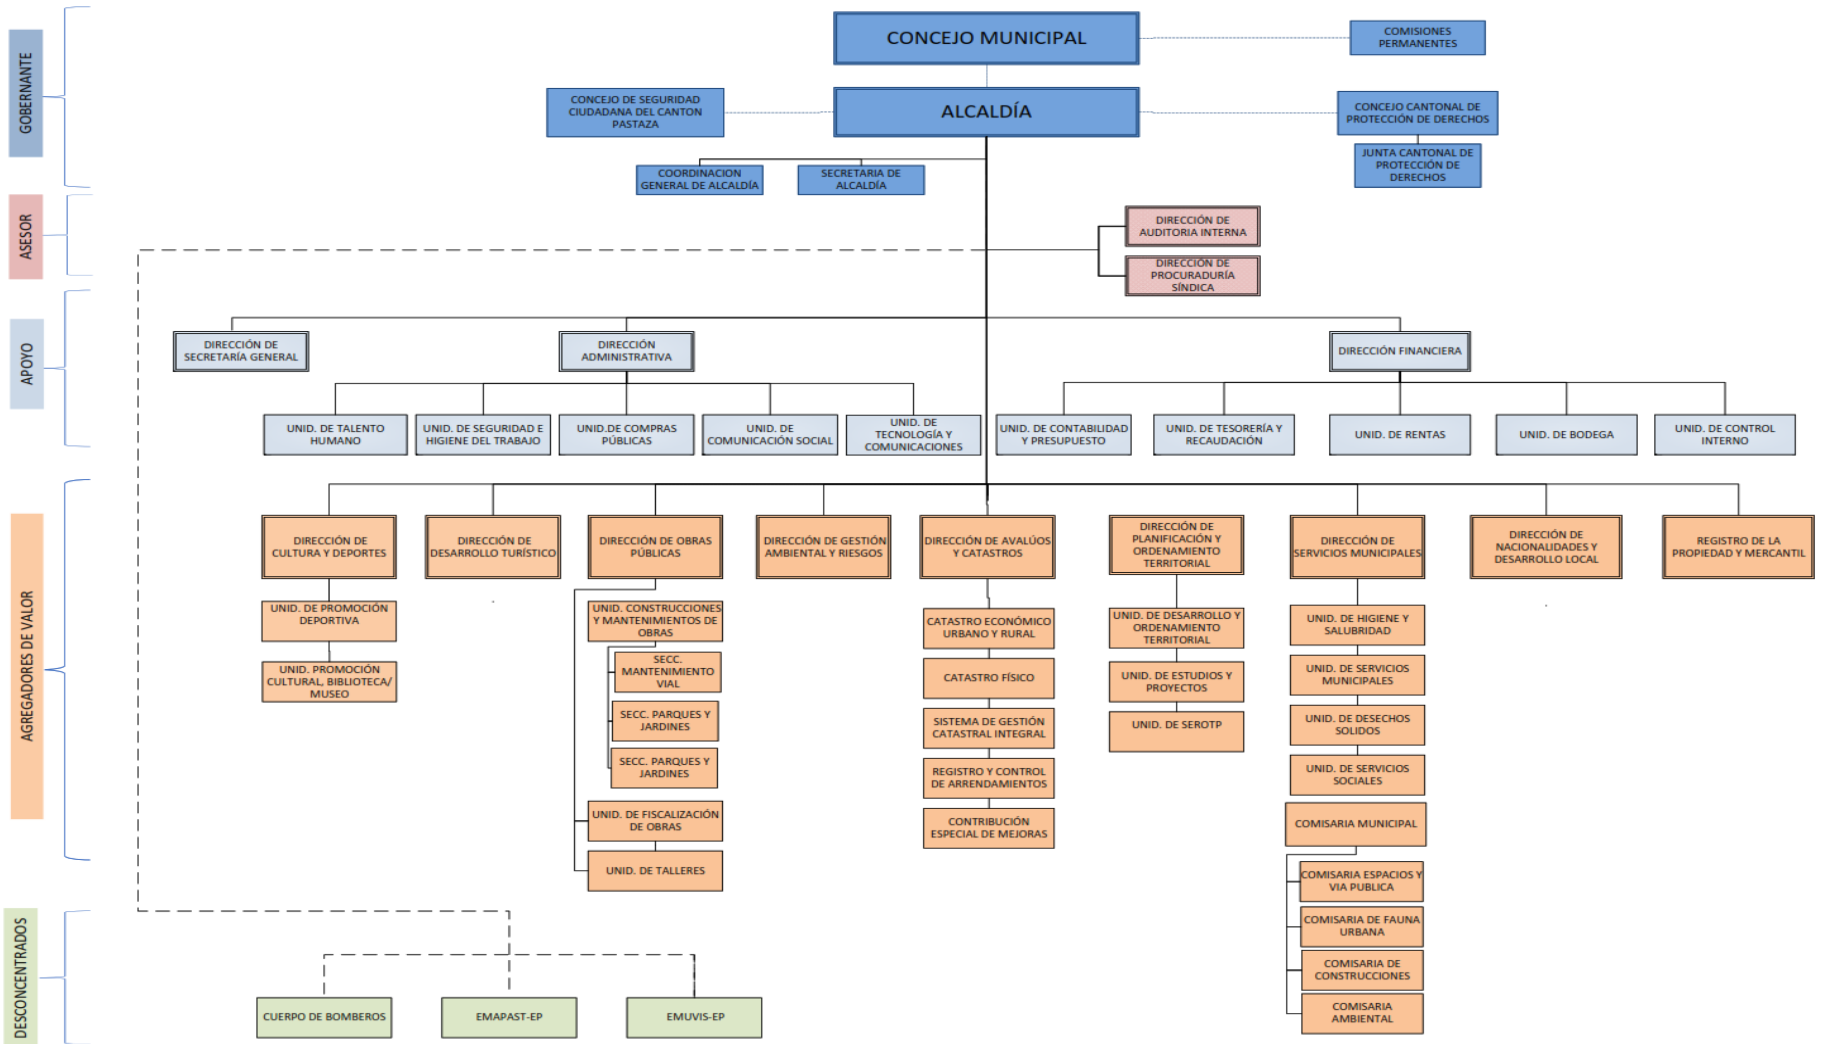 GOBERNANTE
CONCEJO MUNICIPAL
COMISIONES
PERMANENTES
CONCEJO DE SEGURIDAD
CIUDADANA DEL CANTON
PASTAZA
ALCALDÍA
CONCEJO CANTONAL DE
PROTECCIÓN DE DERECHOS
JUNTA CANTONAL DE
PROTECCIÓN DE
DERECHOS
COORDINACION
GENERAL DE ALCALDÍA
SECRETARIA DE
ALCALDÍA
ASESOR
DIRECCIÓN DE
AUDITORIA INTERNA
DIRECCIÓN DE
PROCURADURÍA
SÍNDICA
APOYO
DIRECCIÓN DE
SECRETARÍA GENERAL
DIRECCIÓN
ADMINISTRATIVA
DIRECCIÓN FINANCIERA
UNID. DE TALENTO
HUMANO
UNID. DE SEGURIDAD E
HIGIENE DEL TRABAJO
UNID.DE COMPRAS
PÚBLICAS
UNID. DE
COMUNICACIÓN SOCIAL
UNID. DE
TECNOLOGÍA Y
COMUNICACIONES
UNID. DE CONTABILIDAD
Y PRESUPUESTO
UNID. DE TESORERÍA Y
RECAUDACIÓN
UNID. DE RENTAS
UNID. DE BODEGA
UNID. DE CONTROL
INTERNO
AGREGADORES DE VALOR
DIRECCIÓN DE
CULTURA Y DEPORTES
DIRECCIÓN DE
DESARROLLO TURÍSTICO
DIRECCIÓN DE OBRAS
PÚBLICAS
DIRECCIÓN DE GESTIÓN
AMBIENTAL Y RIESGOS
DIRECCIÓN DE AVALÚOS
Y CATASTROS
DIRECCIÓN DE
PLANIFICACIÓN Y
ORDENAMIENTO
TERRITORIAL
DIRECCIÓN DE
SERVICIOS MUNICIPALES
DIRECCIÓN DE
NACIONALIDADES Y
DESARROLLO LOCAL
REGISTRO DE LA
PROPIEDAD Y MERCANTIL
UNID. DE PROMOCIÓN
DEPORTIVA
UNID. PROMOCIÓN
CULTURAL, BIBLIOTECA/
MUSEO
UNID. CONSTRUCCIONES
Y MANTENIMIENTOS DE
OBRAS
SECC.
MANTENIMIENTO
VIAL
SECC. PARQUES Y
JARDINES
SECC. PARQUES Y
JARDINES
UNID. DE FISCALIZACIÓN
DE OBRAS
UNID. DE TALLERES
CATASTRO ECONÓMICO
URBANO Y RURAL
CATASTRO FÍSICO
SISTEMA DE GESTIÓN
CATASTRAL INTEGRAL
REGISTRO Y CONTROL
DE ARRENDAMIENTOS
CONTRIBUCIÓN
ESPECIAL DE MEJORAS
UNID. DE DESARROLLO Y
ORDENAMIENTO
TERRITORIAL
UNID. DE ESTUDIOS Y
PROYECTOS
UNID. DE SEROTP
UNID. DE HIGIENE Y
SALUBRIDAD
UNID. DE SERVICIOS
MUNICIPALES
UNID. DE DESECHOS
SOLIDOS
UNID. DE SERVICIOS
SOCIALES
COMISARIA MUNICIPAL
COMISARIA ESPACIOS Y
VIA PUBLICA
COMISARIA DE FAUNA
URBANA
COMISARIA DE
CONSTRUCCIONES
COMISARIA
AMBIENTAL
DESCONCENTRADOS
CUERPO DE BOMBEROS
EMAPAST-EP
EMUVIS-EP